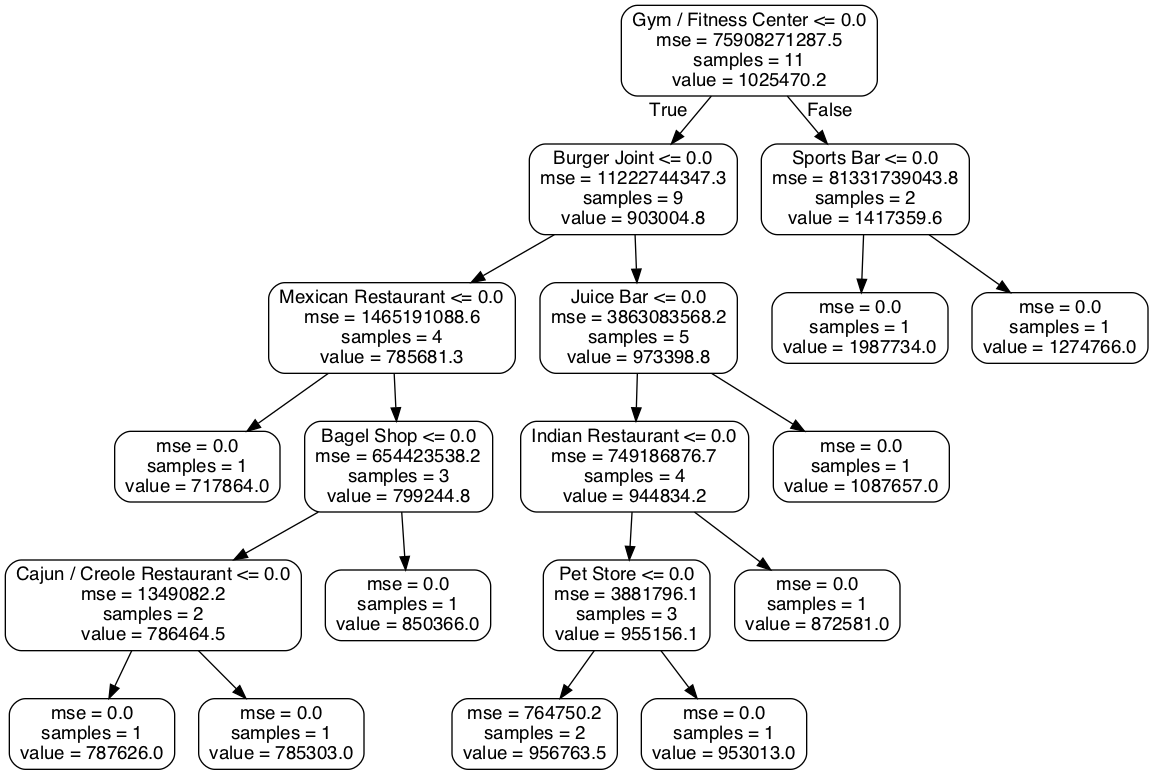 Gym / Fitness Center <= 0.0
mse = 75908271287.5
samples = 11
value = 1025470.2
True
False
Burger Joint <= 0.0
mse = 11222744347.3
samples = 9
value = 903004.8
Sports Bar <= 0.0
mse = 81331739043.8
samples = 2
value = 1417359.6
Mexican Restaurant <= 0.0
mse = 1465191088.6
samples = 4
value = 785681.3
Juice Bar <= 0.0
mse = 3863083568.2
samples = 5
value = 973398.8
mse = 0.0
samples = 1
value = 1987734.0
mse = 0.0
samples = 1
value = 1274766.0
mse = 0.0
samples = 1
value = 717864.0
Bagel Shop <= 0.0
mse = 654423538.2
samples = 3
value = 799244.8
Indian Restaurant <= 0.0
mse = 749186876.7
samples = 4
value = 944834.2
mse = 0.0
samples = 1
value = 1087657.0
Cajun / Creole Restaurant <= 0.0
mse = 1349082.2
samples = 2
value = 786464.5
mse = 0.0
samples = 1
value = 850366.0
Pet Store <= 0.0
mse = 3881796.1
samples = 3
value = 955156.1
mse = 0.0
samples = 1
value = 872581.0
mse = 0.0
samples = 1
value = 787626.0
mse = 0.0
samples = 1
value = 785303.0
mse = 764750.2
samples = 2
value = 956763.5
mse = 0.0
samples = 1
value = 953013.0